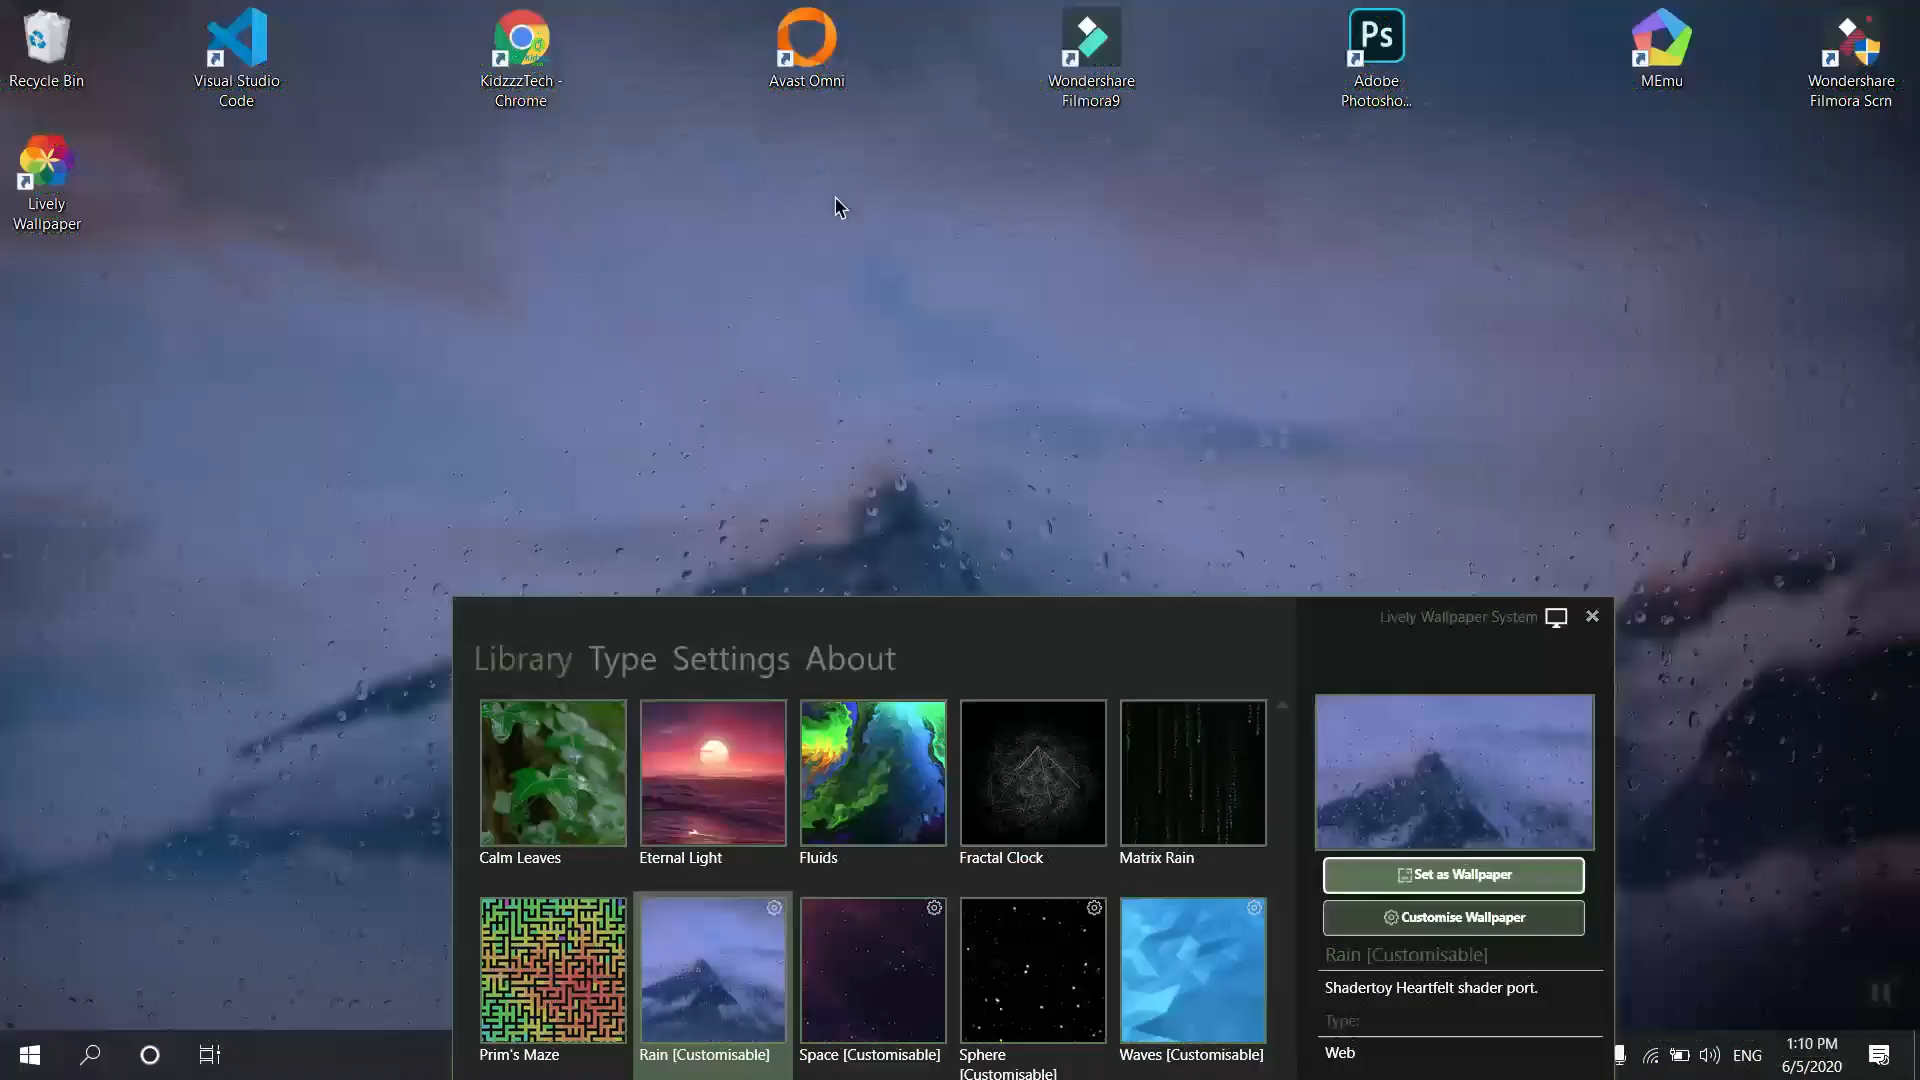 Recycle Bin
Visual Studio
Code
KidzzzTech -
Chrome
Avast Omni
Wondershare
Filmora9
Ps
Adobe
Photosho...
MEmu
Wondershare
Filmora Scrn
Lively
Wallpaper
Lively Wallpaper System
Library Type Settings About
Calm Leaves
Eternal Light
Fluids
Fractal Clock
Matrix Rain
Set as Wallpaper
Customise Wallpaper
Rain [Customisable]
Shadertoy Heartfelt shader port.
Type:
Web
Prim's Maze
Rain [Customisable]
Space [Customisable]
Sphere
[Customisable]
Waves [Customisable]
ENG
1:10 PM
6/5/2020